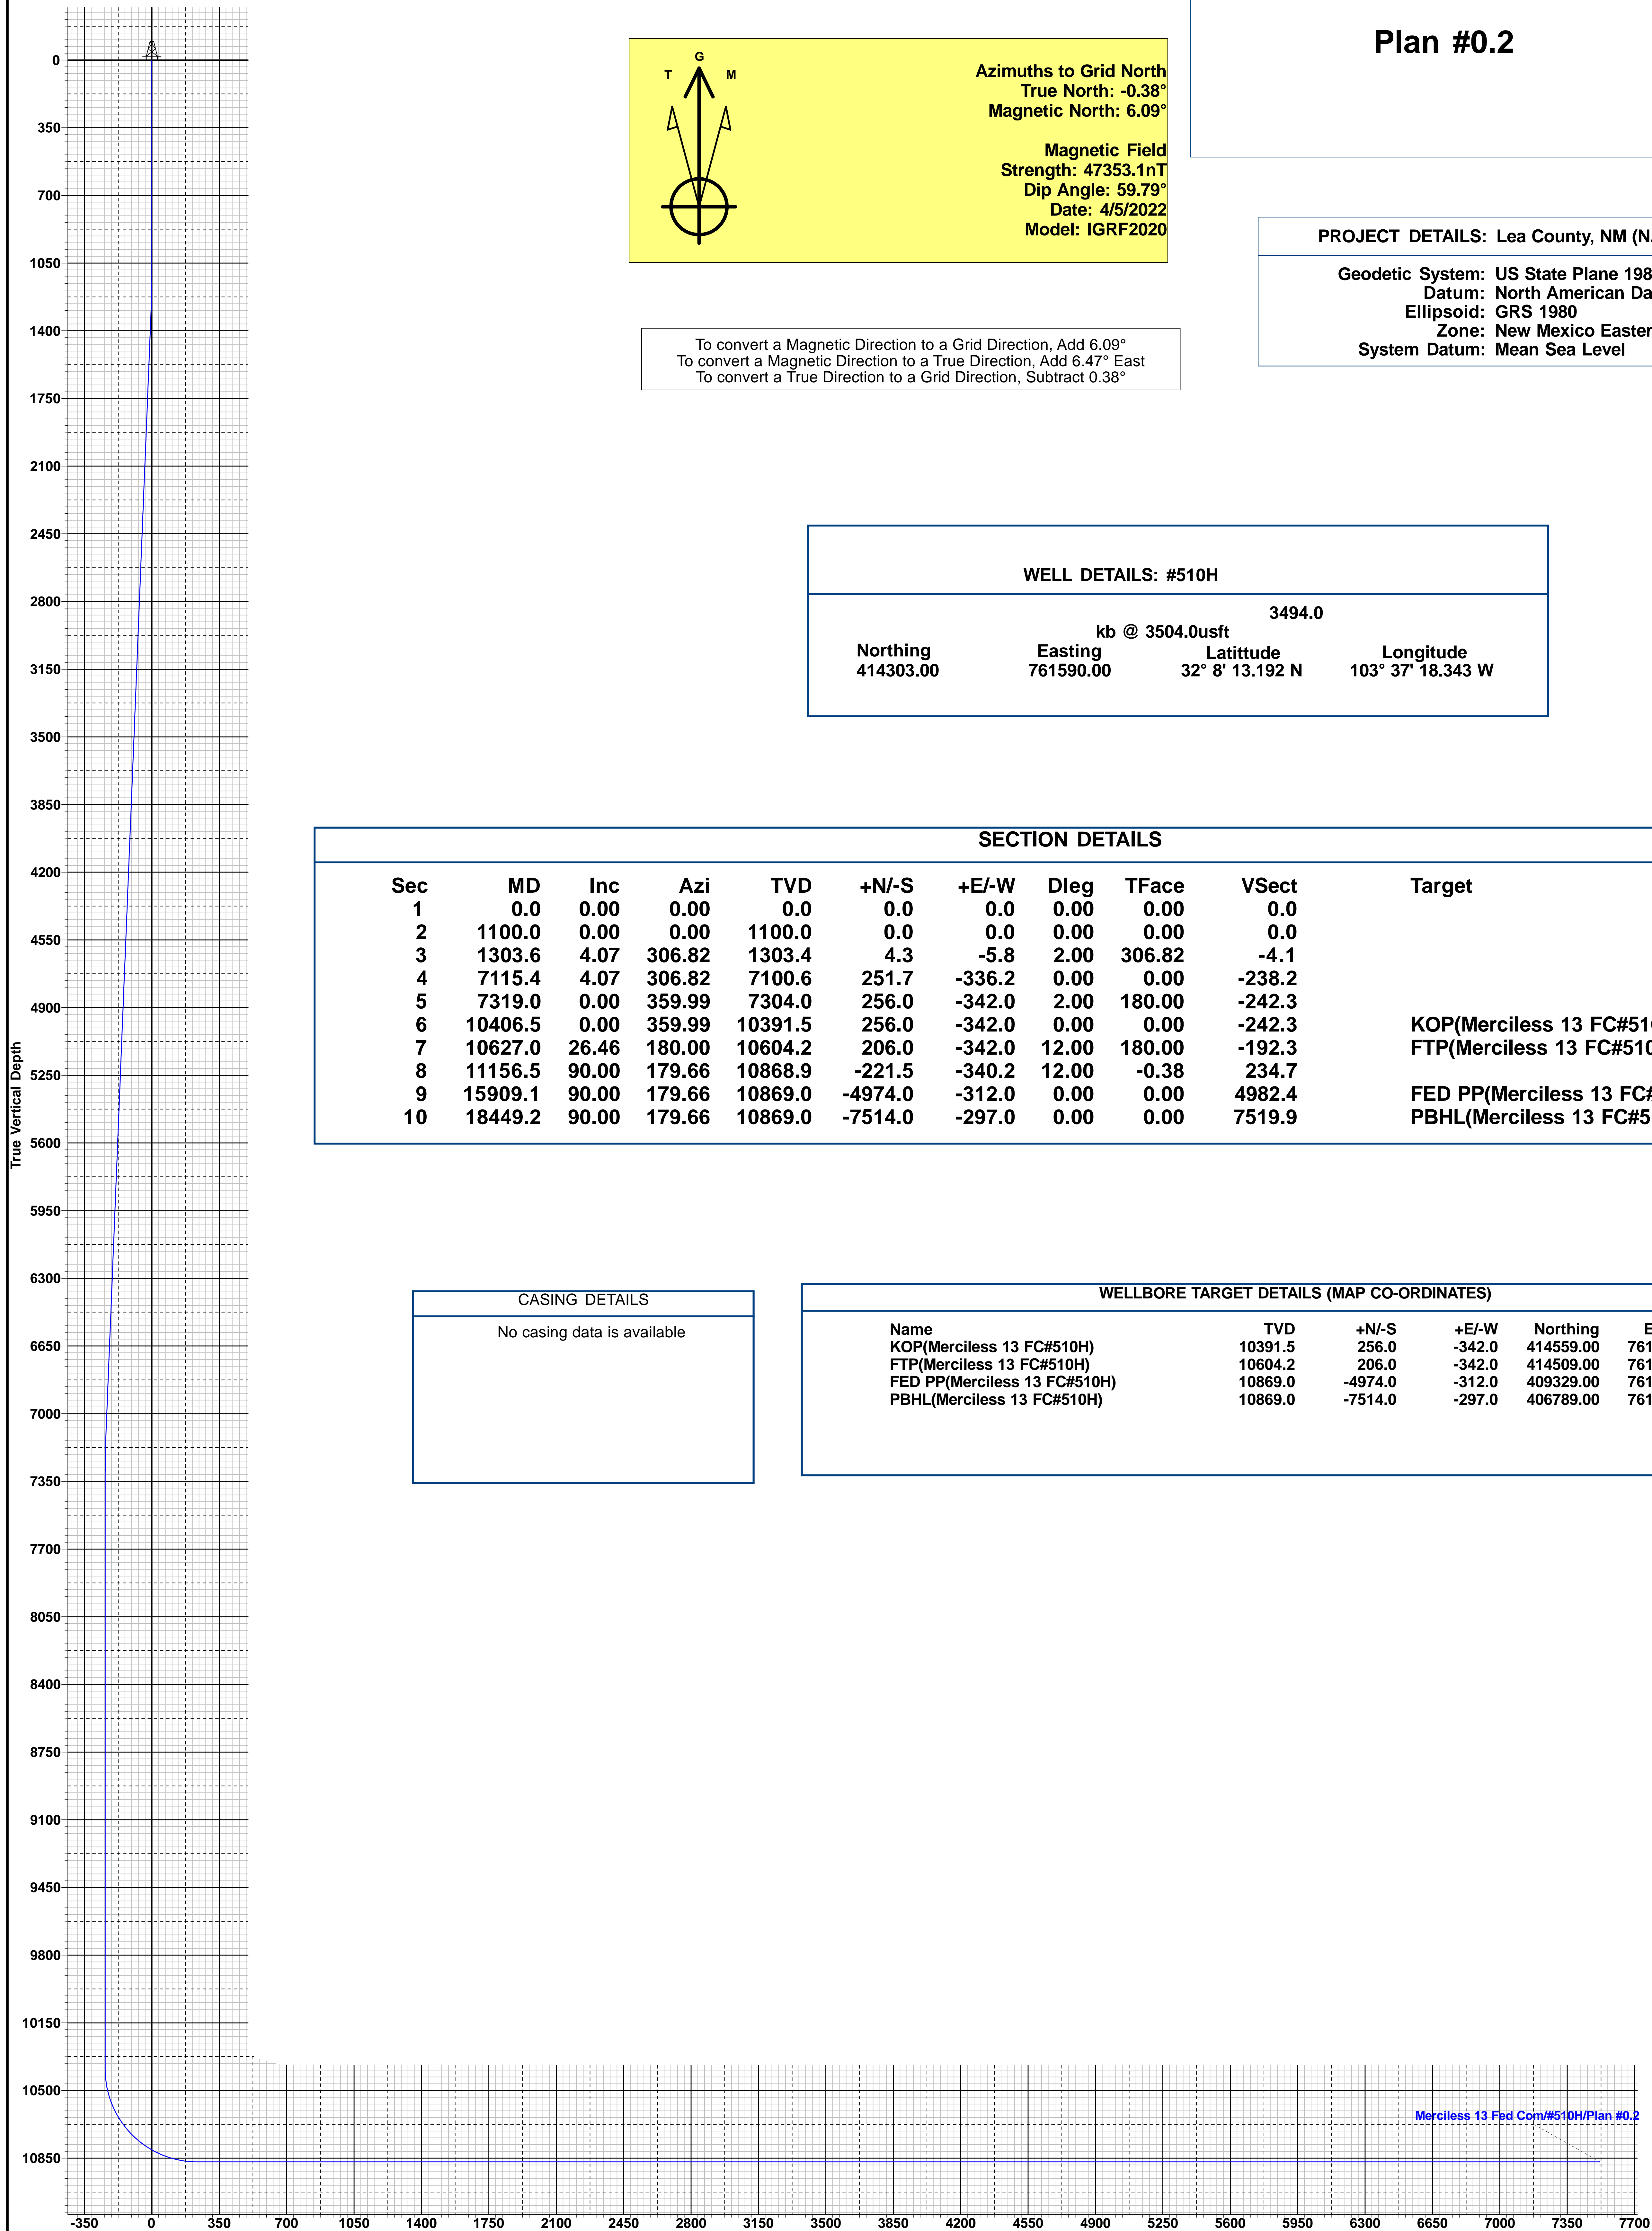 Plan #0.2
T G M
Azimuths to Grid North
True North: -0.38°
Magnetic North: 6.09°
Magnetic Field
Strength: 47353.1nT
Dip Angle: 59.79°
Date: 4/5/2022
Model: IGRF2020
PROJECT DETAILS: Lea County, NM
Geodetic System: US State Plane
Datum: North American
Ellipsoid: GRS 1980
Zone: New Mexico
System Datum: Mean Sea Level
To convert a Magnetic Direction to a Grid Direction, Add 6.09°
To convert a Magnetic Direction to a True Direction, Add 6.47° East
To convert a True Direction to a Grid Direction, Subtract 0.38°
WELL DETAILS: #510H
3494.0
kb @ 3504.0usft
Northing Easting Latittude Longitude
414303.00 761590.00 32° 8' 13.192 N 103° 37' 18.343 W
SECTION DETAILS
Sec MD Inc Azi TVD +N/-S +E/-W Dleg TFace VSect Target
1 0.0 0.00 0.00 0.0 0.0 0.0 0.00 0.00 0.0
2 1100.0 0.00 0.00 1100.0 0.0 0.0 0.00 0.00 0.0
3 1303.6 4.07 306.82 1303.4 4.3 -5.8 2.00 306.82 -4.1
4 7115.4 4.07 306.82 7100.6 251.7 -336.2 0.00 0.00 -238.2
5 7319.0 0.00 359.99 7304.0 256.0 -342.0 2.00 180.00 -242.3
6 10406.5 0.00 359.99 10391.5 256.0 -342.0 0.00 0.00 -242.3 KOP(Merciless 13
7 10627.0 26.46 180.00 10604.2 206.0 -342.0 12.00 180.00 -192.3 FTP(Merciless 13
8 11156.5 90.00 179.66 10868.9 -221.5 -340.2 12.00 -0.38 234.7
9 15909.1 90.00 179.66 10869.0 -4974.0 -312.0 0.00 0.00 4982.4 FED PP(Merciless 13
10 18449.2 90.00 179.66 10869.0 -7514.0 -297.0 0.00 0.00 7519.9 PBHL(Merciless 13
CASING DETAILS
No casing data is available
WELLBORE TARGET DETAILS (MAP CO-ORDINATES)
Name TVD +N/-S +E/-W Northing
KOP(Merciless 13 FC#510H) 10391.5 256.0 -342.0 414559.00
FTP(Merciless 13 FC#510H) 10604.2 206.0 -342.0 414509.00
FED PP(Merciless 13 FC#510H) 10869.0 -4974.0 -312.0 409329.00
PBHL(Merciless 13 FC#510H) 10869.0 -7514.0 -297.0 406789.00
True Vertical Depth
0
350
700
1050
1400
1750
2100
2450
2800
3150
3500
3850
4200
4550
4900
5250
5600
5950
6300
6650
7000
7350
7700
8050
8400
8750
9100
9450
9800
10150
10500
10850
Merciless 13 Fed Com/#510H/Plan #0.2
-350 0 350 700 1050 1400 1750 2100 2450 2800 3150 3500 3850 4200 4550 4900 5250 5600 5950 6300 6650 7000 7350 7700